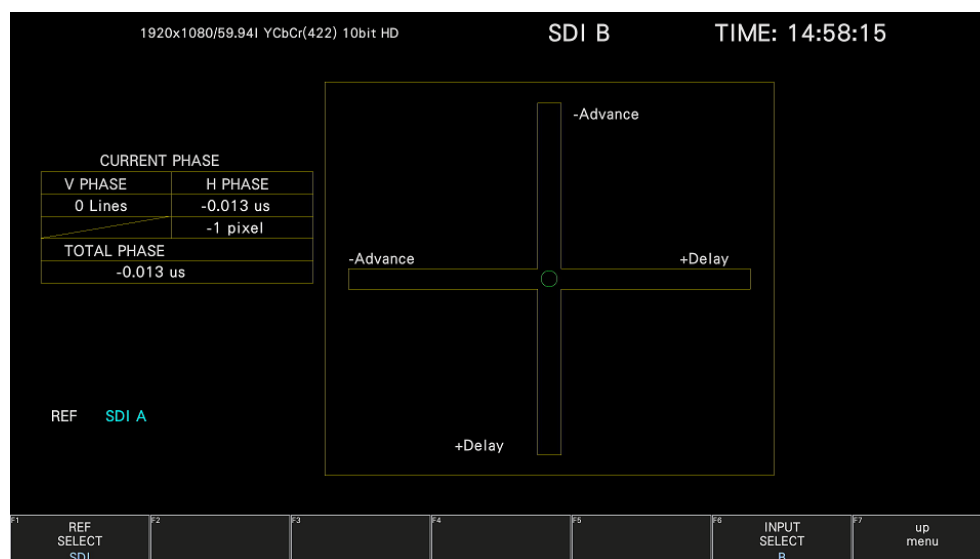 1920x1080/59.94I YCbCr(422) 10bit HD SDI B TIME: 14:58:15
-Advance
CURRENT PHASE
V PHASE H PHASE
0 Lines -0.013 us
-1 pixel
TOTAL PHASE
-0.013 us
-Advance +Delay
REF SDI A
+Delay
F1 REF SELECT SDI
F2
F3
F4
F5
F6 INPUT SELECT B
F7 up menu